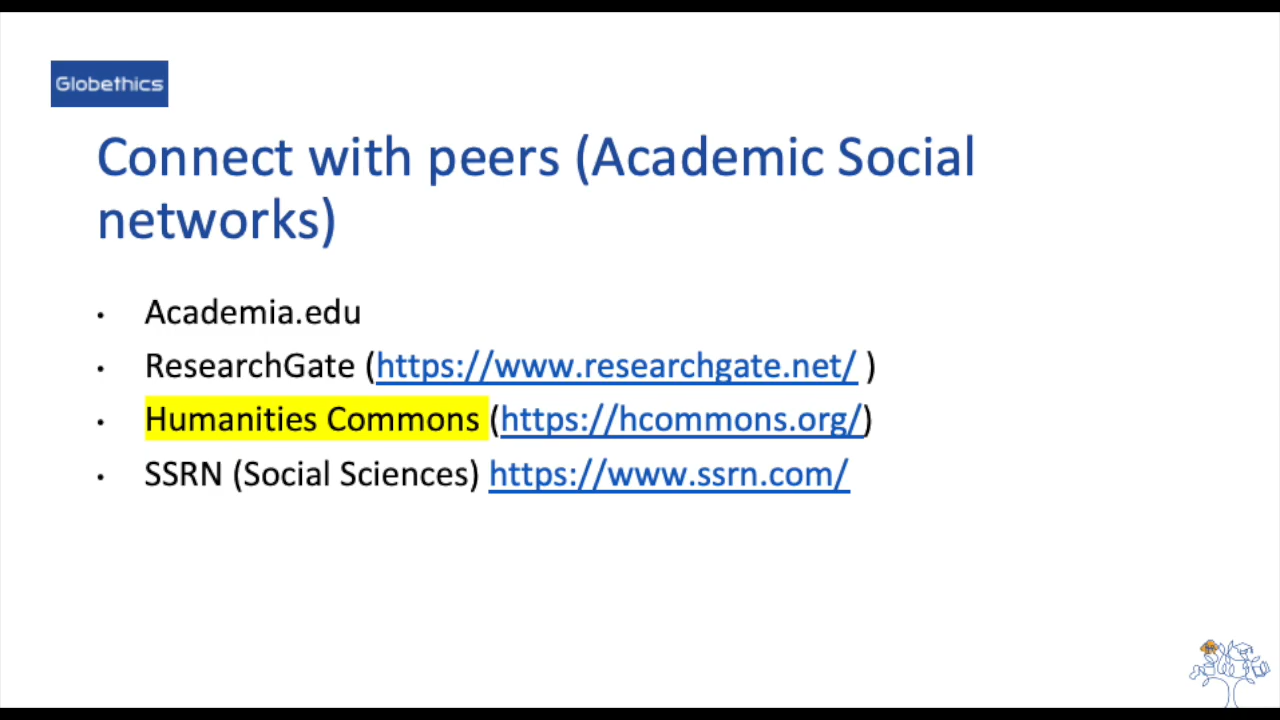 Globethics
Connect with peers (Academic Social
networks)
• Academia.edu
• ResearchGate (https://www.researchgate.net/ )
• Humanities Commons (https://hcommons.org/)
• SSRN (Social Sciences) https://www.ssrn.com/